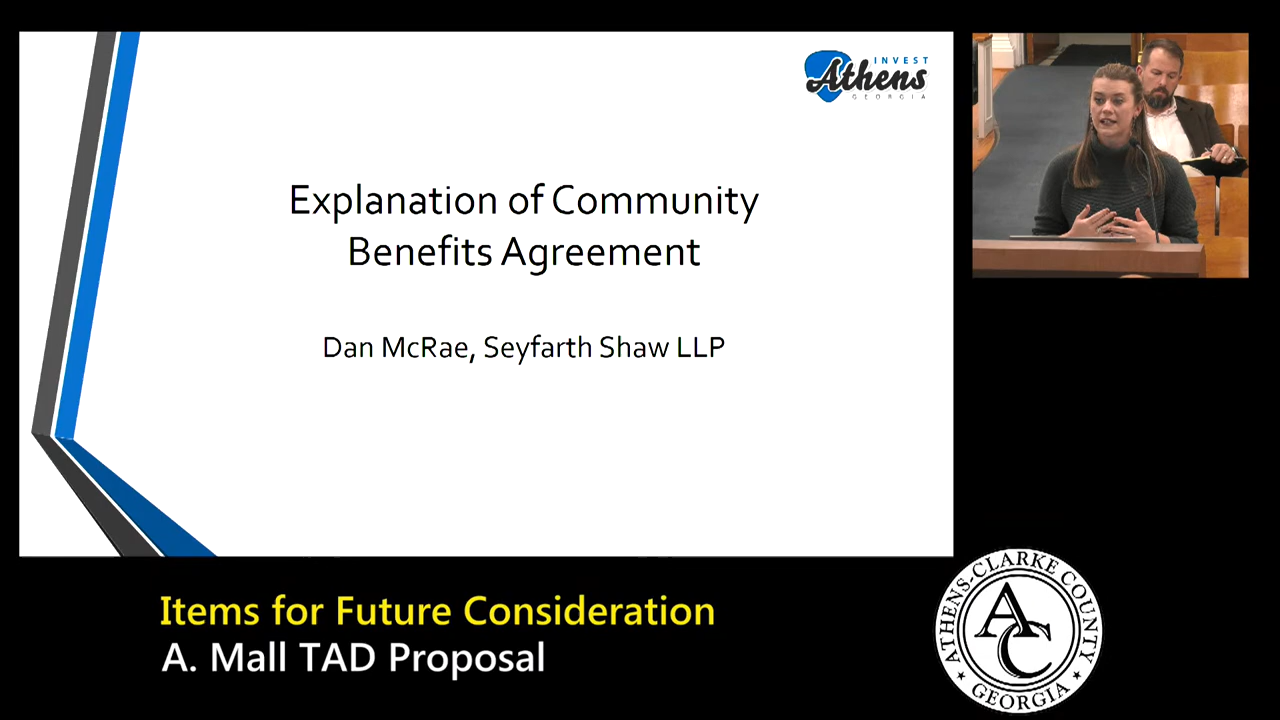 INVEST
Athens
GEORGIA
Explanation of Community
Benefits Agreement
Dan McRae, Seyfarth Shaw LLP
Items for Future Consideration
A. Mall TAD Proposal
ATHENS-CLARKE COUNTY
AC
GEORGIA